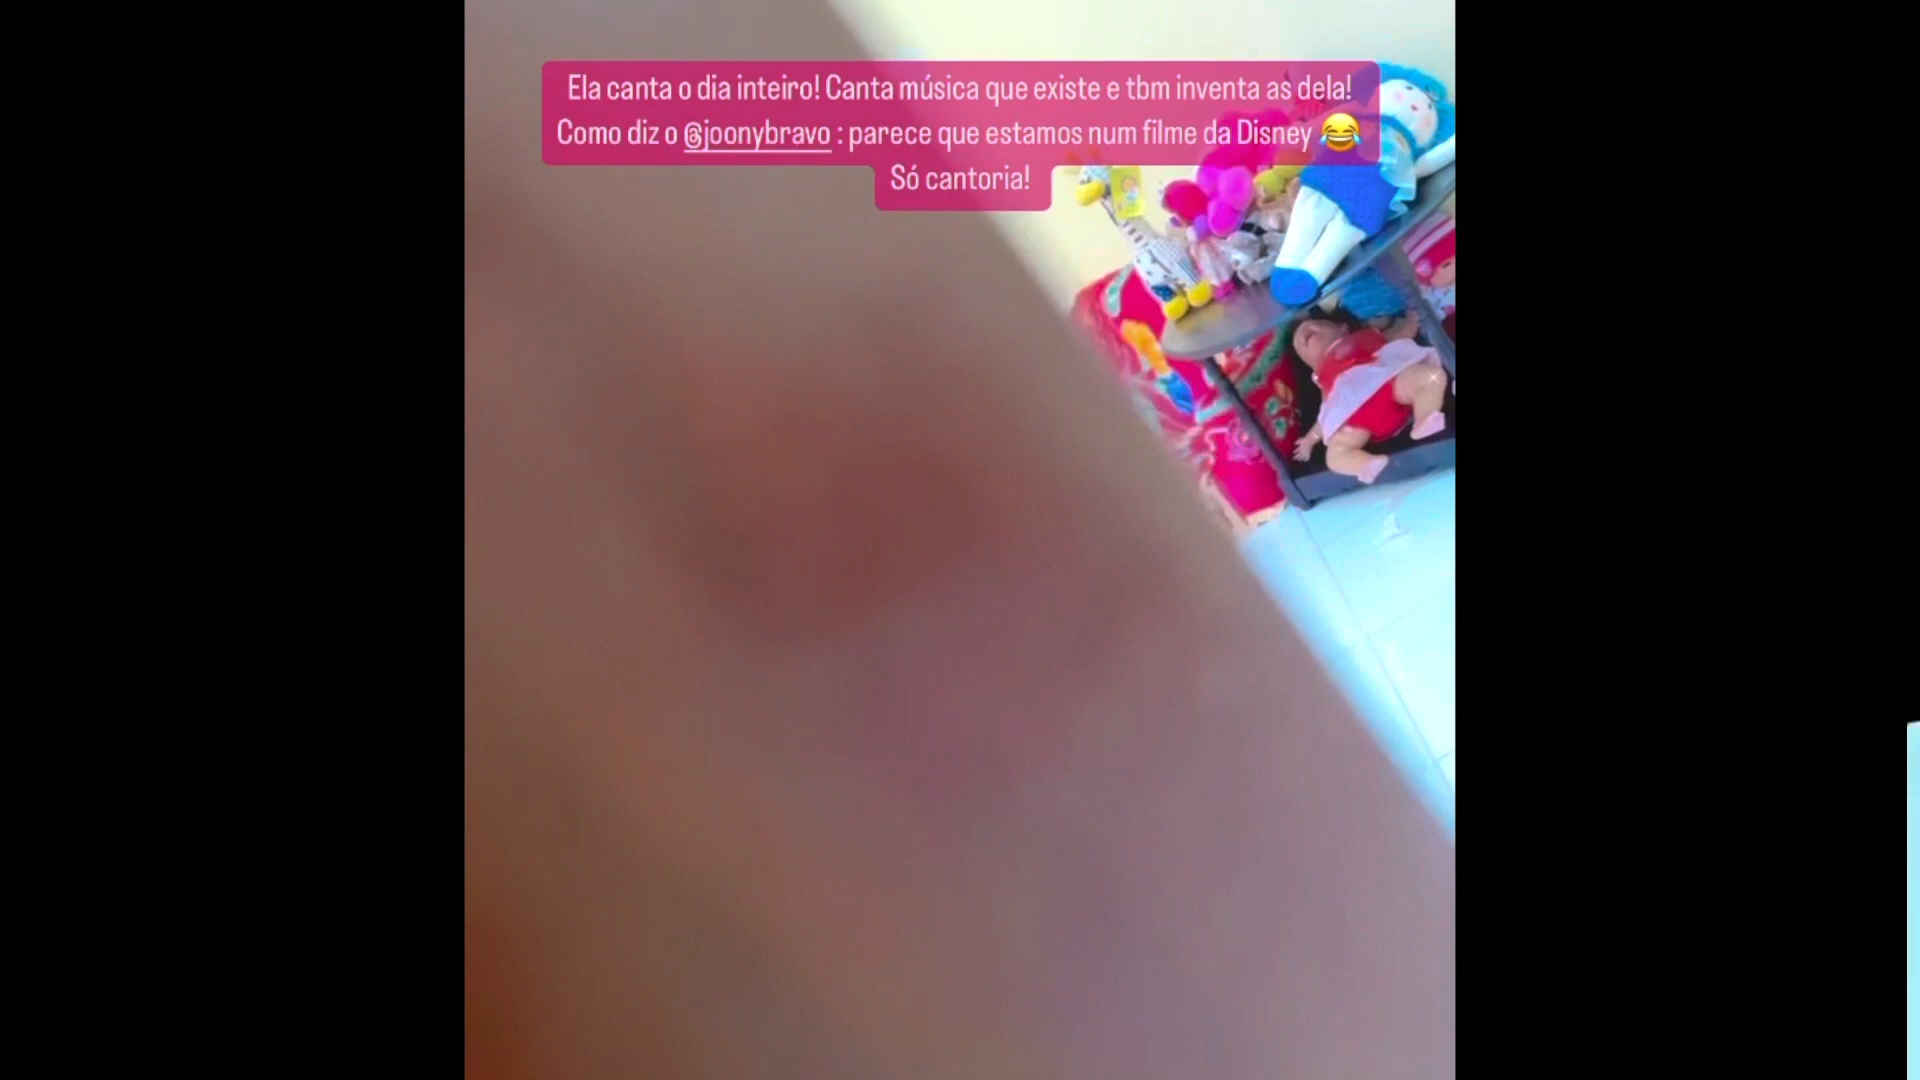 Ela canta o dia inteiro! Canta música que existe e tbm inventa as dela!
Como diz o @joonybravo : parece que estamos num filme da Disney 😂
Só cantoria!